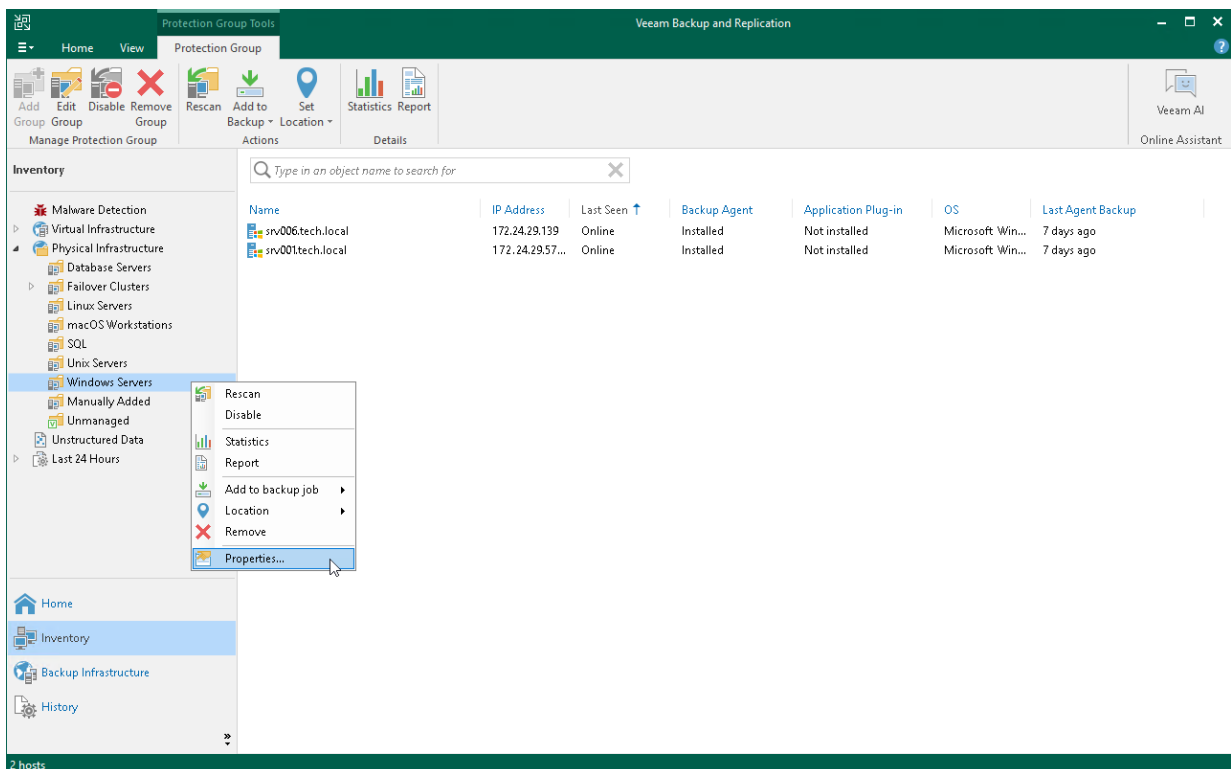 Protection Group Tools
Veeam Backup and Replication
Home View Protection Group
Add Group
Edit Group
Disable
Remove Group
Rescan
Add to Backup
Set Location
Statistics
Report
Veeam AI
Manage Protection Group
Actions
Details
Online Assistant
Inventory
Type in an object name to search for
Malware Detection
Virtual Infrastructure
Physical Infrastructure
Database Servers
Failover Clusters
Linux Servers
macOS Workstations
SQL
Unix Servers
Windows Servers
Manually Added
Unmanaged
Unstructured Data
Last 24 Hours
Name IP Address Last Seen Backup Agent Application Plug-in OS Last Agent Backup
srv006.tech.local 172.24.29.139 Online Installed Not installed Microsoft Win... 7 days ago
srv001.tech.local 172.24.29.57... Online Installed Not installed Microsoft Win... 7 days ago
Rescan
Disable
Statistics
Report
Add to backup job
Location
Remove
Properties...
Home
Inventory
Backup Infrastructure
History
2 hosts